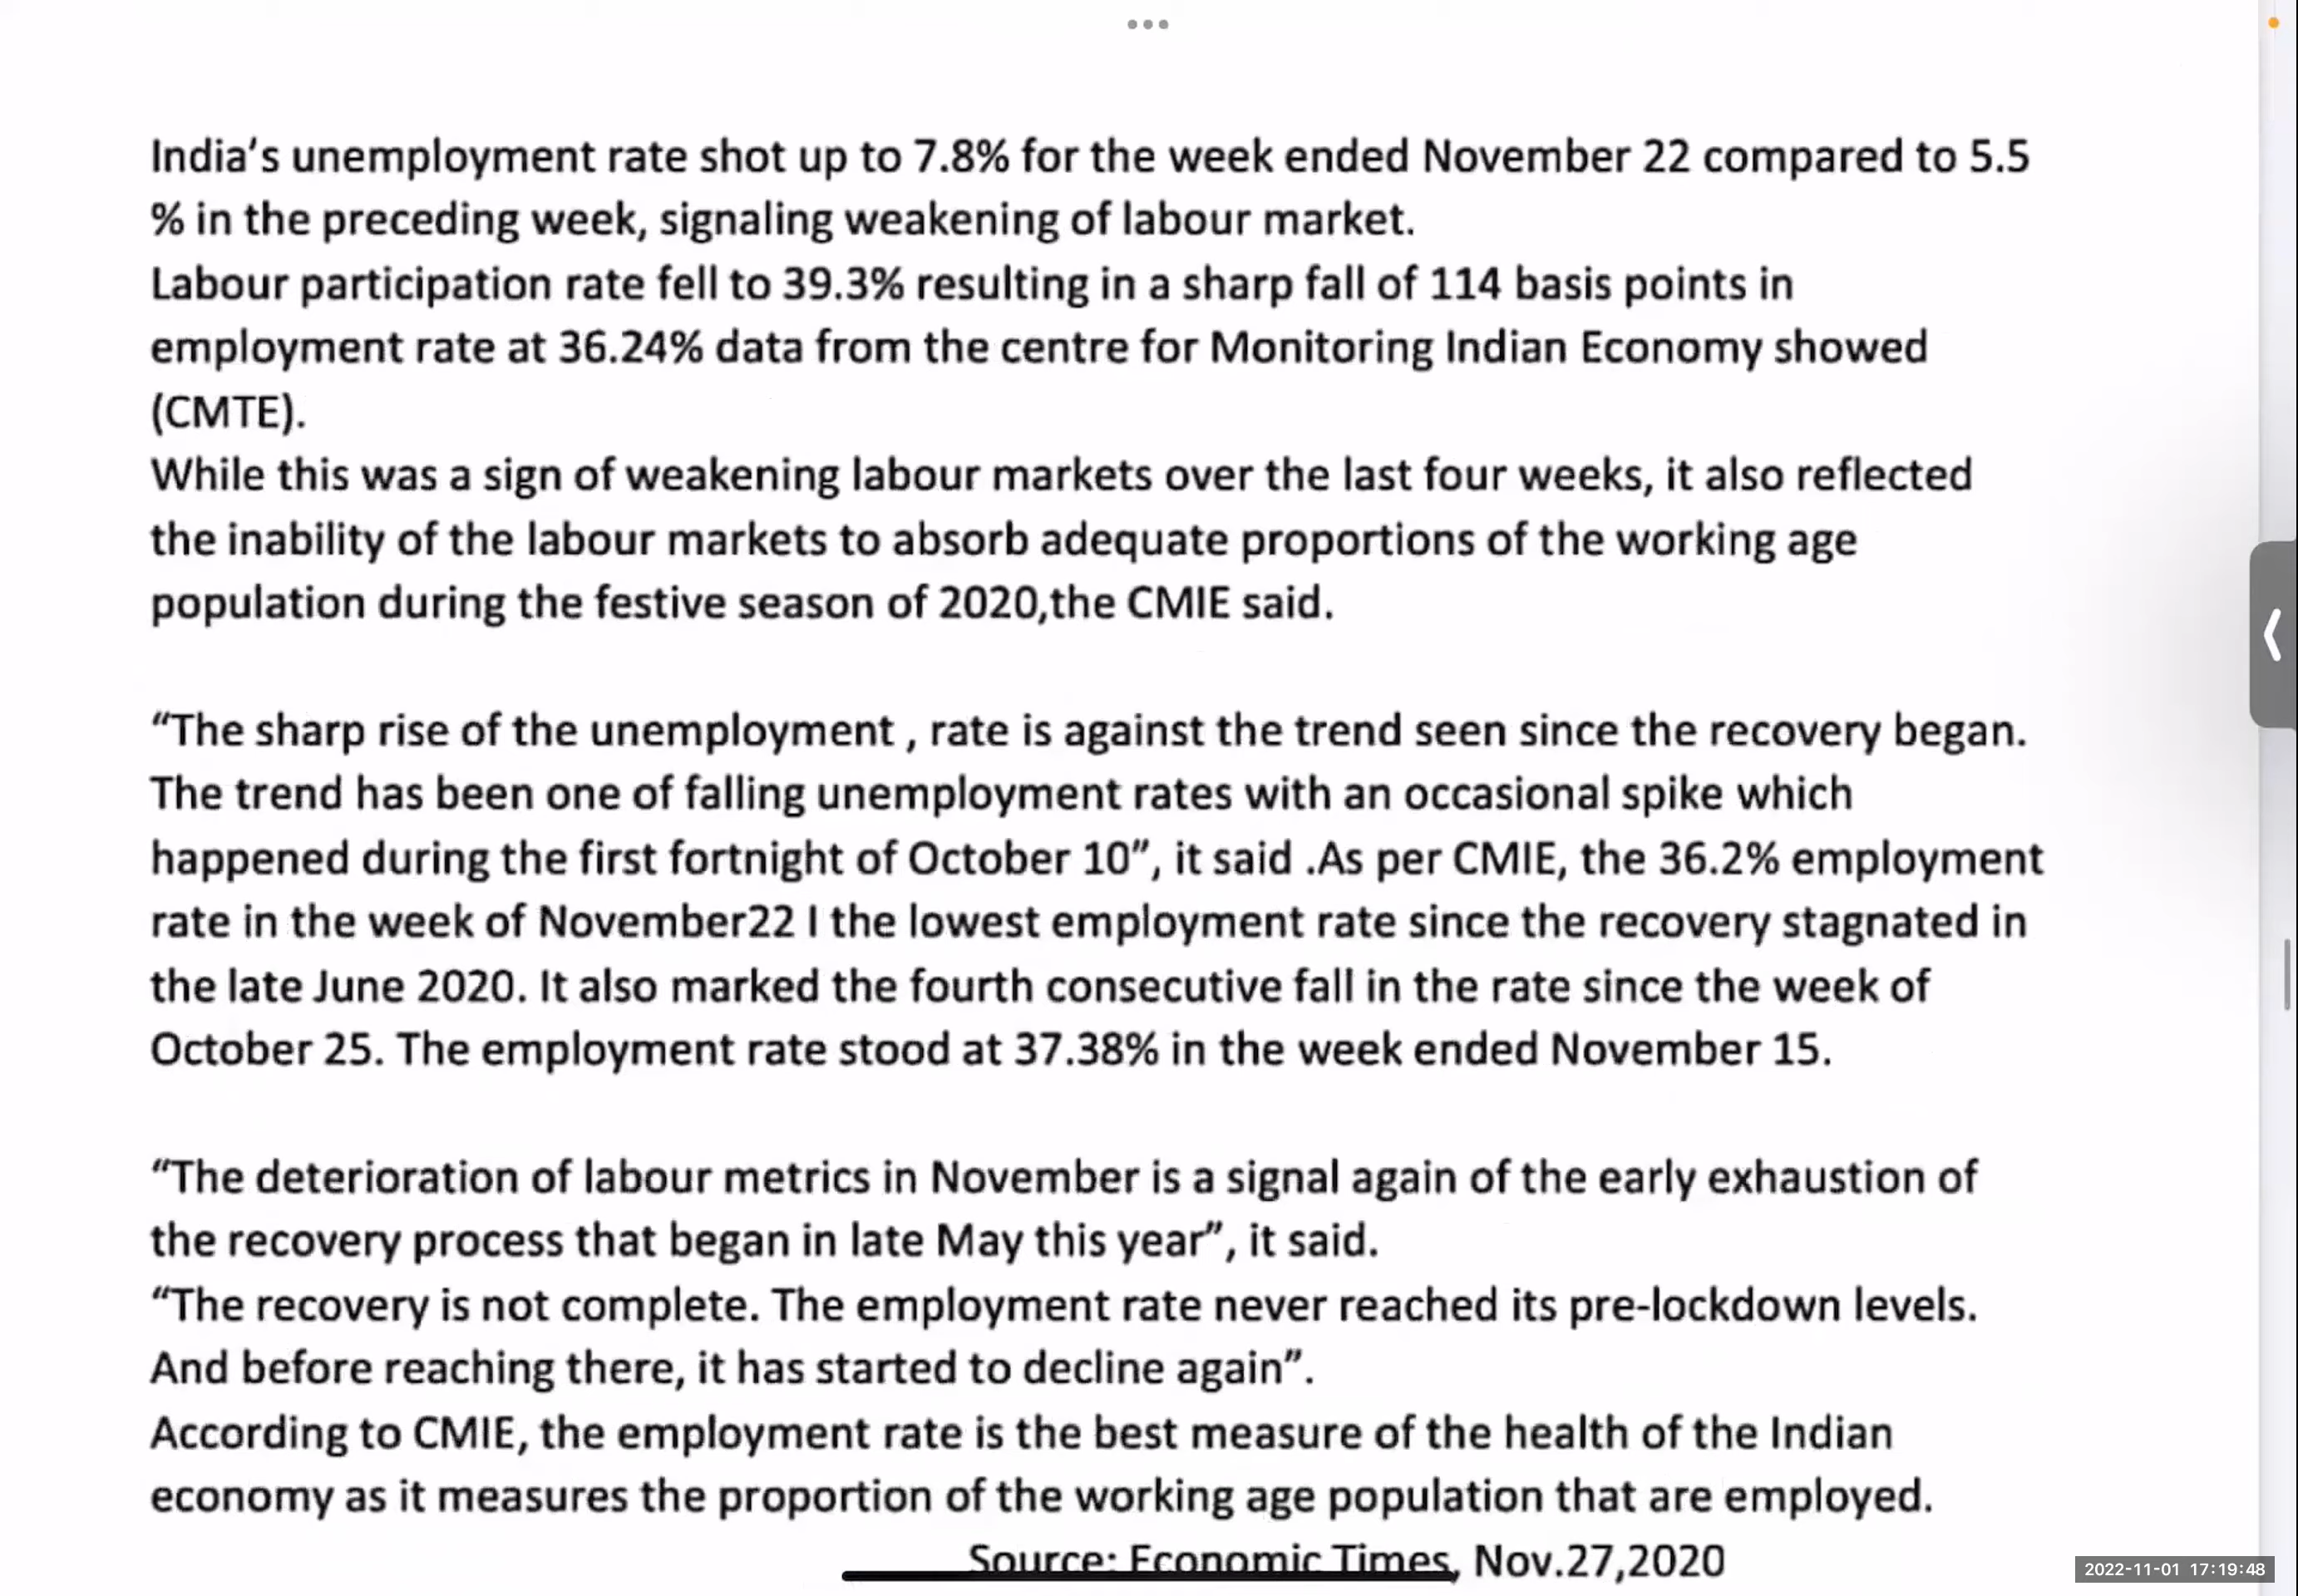 India's unemployment rate shot up to 7.8% for the week ended November 22 compared to 5.5
% in the preceding week, signaling weakening of labour market.
Labour participation rate fell to 39.3% resulting in a sharp fall of 114 basis points in
employment rate at 36.24% data from the centre for Monitoring Indian Economy showed
(CMTE).
While this was a sign of weakening labour markets over the last four weeks, it also reflected
the inability of the labour markets to absorb adequate proportions of the working age
population during the festive season of 2020,the CMIE said.
“The sharp rise of the unemployment , rate is against the trend seen since the recovery began.
The trend has been one of falling unemployment rates with an occasional spike which
happened during the first fortnight of October 10”, it said .As per CMIE, the 36.2% employment
rate in the week of November22 I the lowest employment rate since the recovery stagnated in
the late June 2020. It also marked the fourth consecutive fall in the rate since the week of
October 25. The employment rate stood at 37.38% in the week ended November 15.
“The deterioration of labour metrics in November is a signal again of the early exhaustion of
the recovery process that began in late May this year”, it said.
“The recovery is not complete. The employment rate never reached its pre-lockdown levels.
And before reaching there, it has started to decline again”.
According to CMIE, the employment rate is the best measure of the health of the Indian
economy as it measures the proportion of the working age population that are employed.
Source: Economic Times, Nov.27,2020
2022-11-01 17:19:48